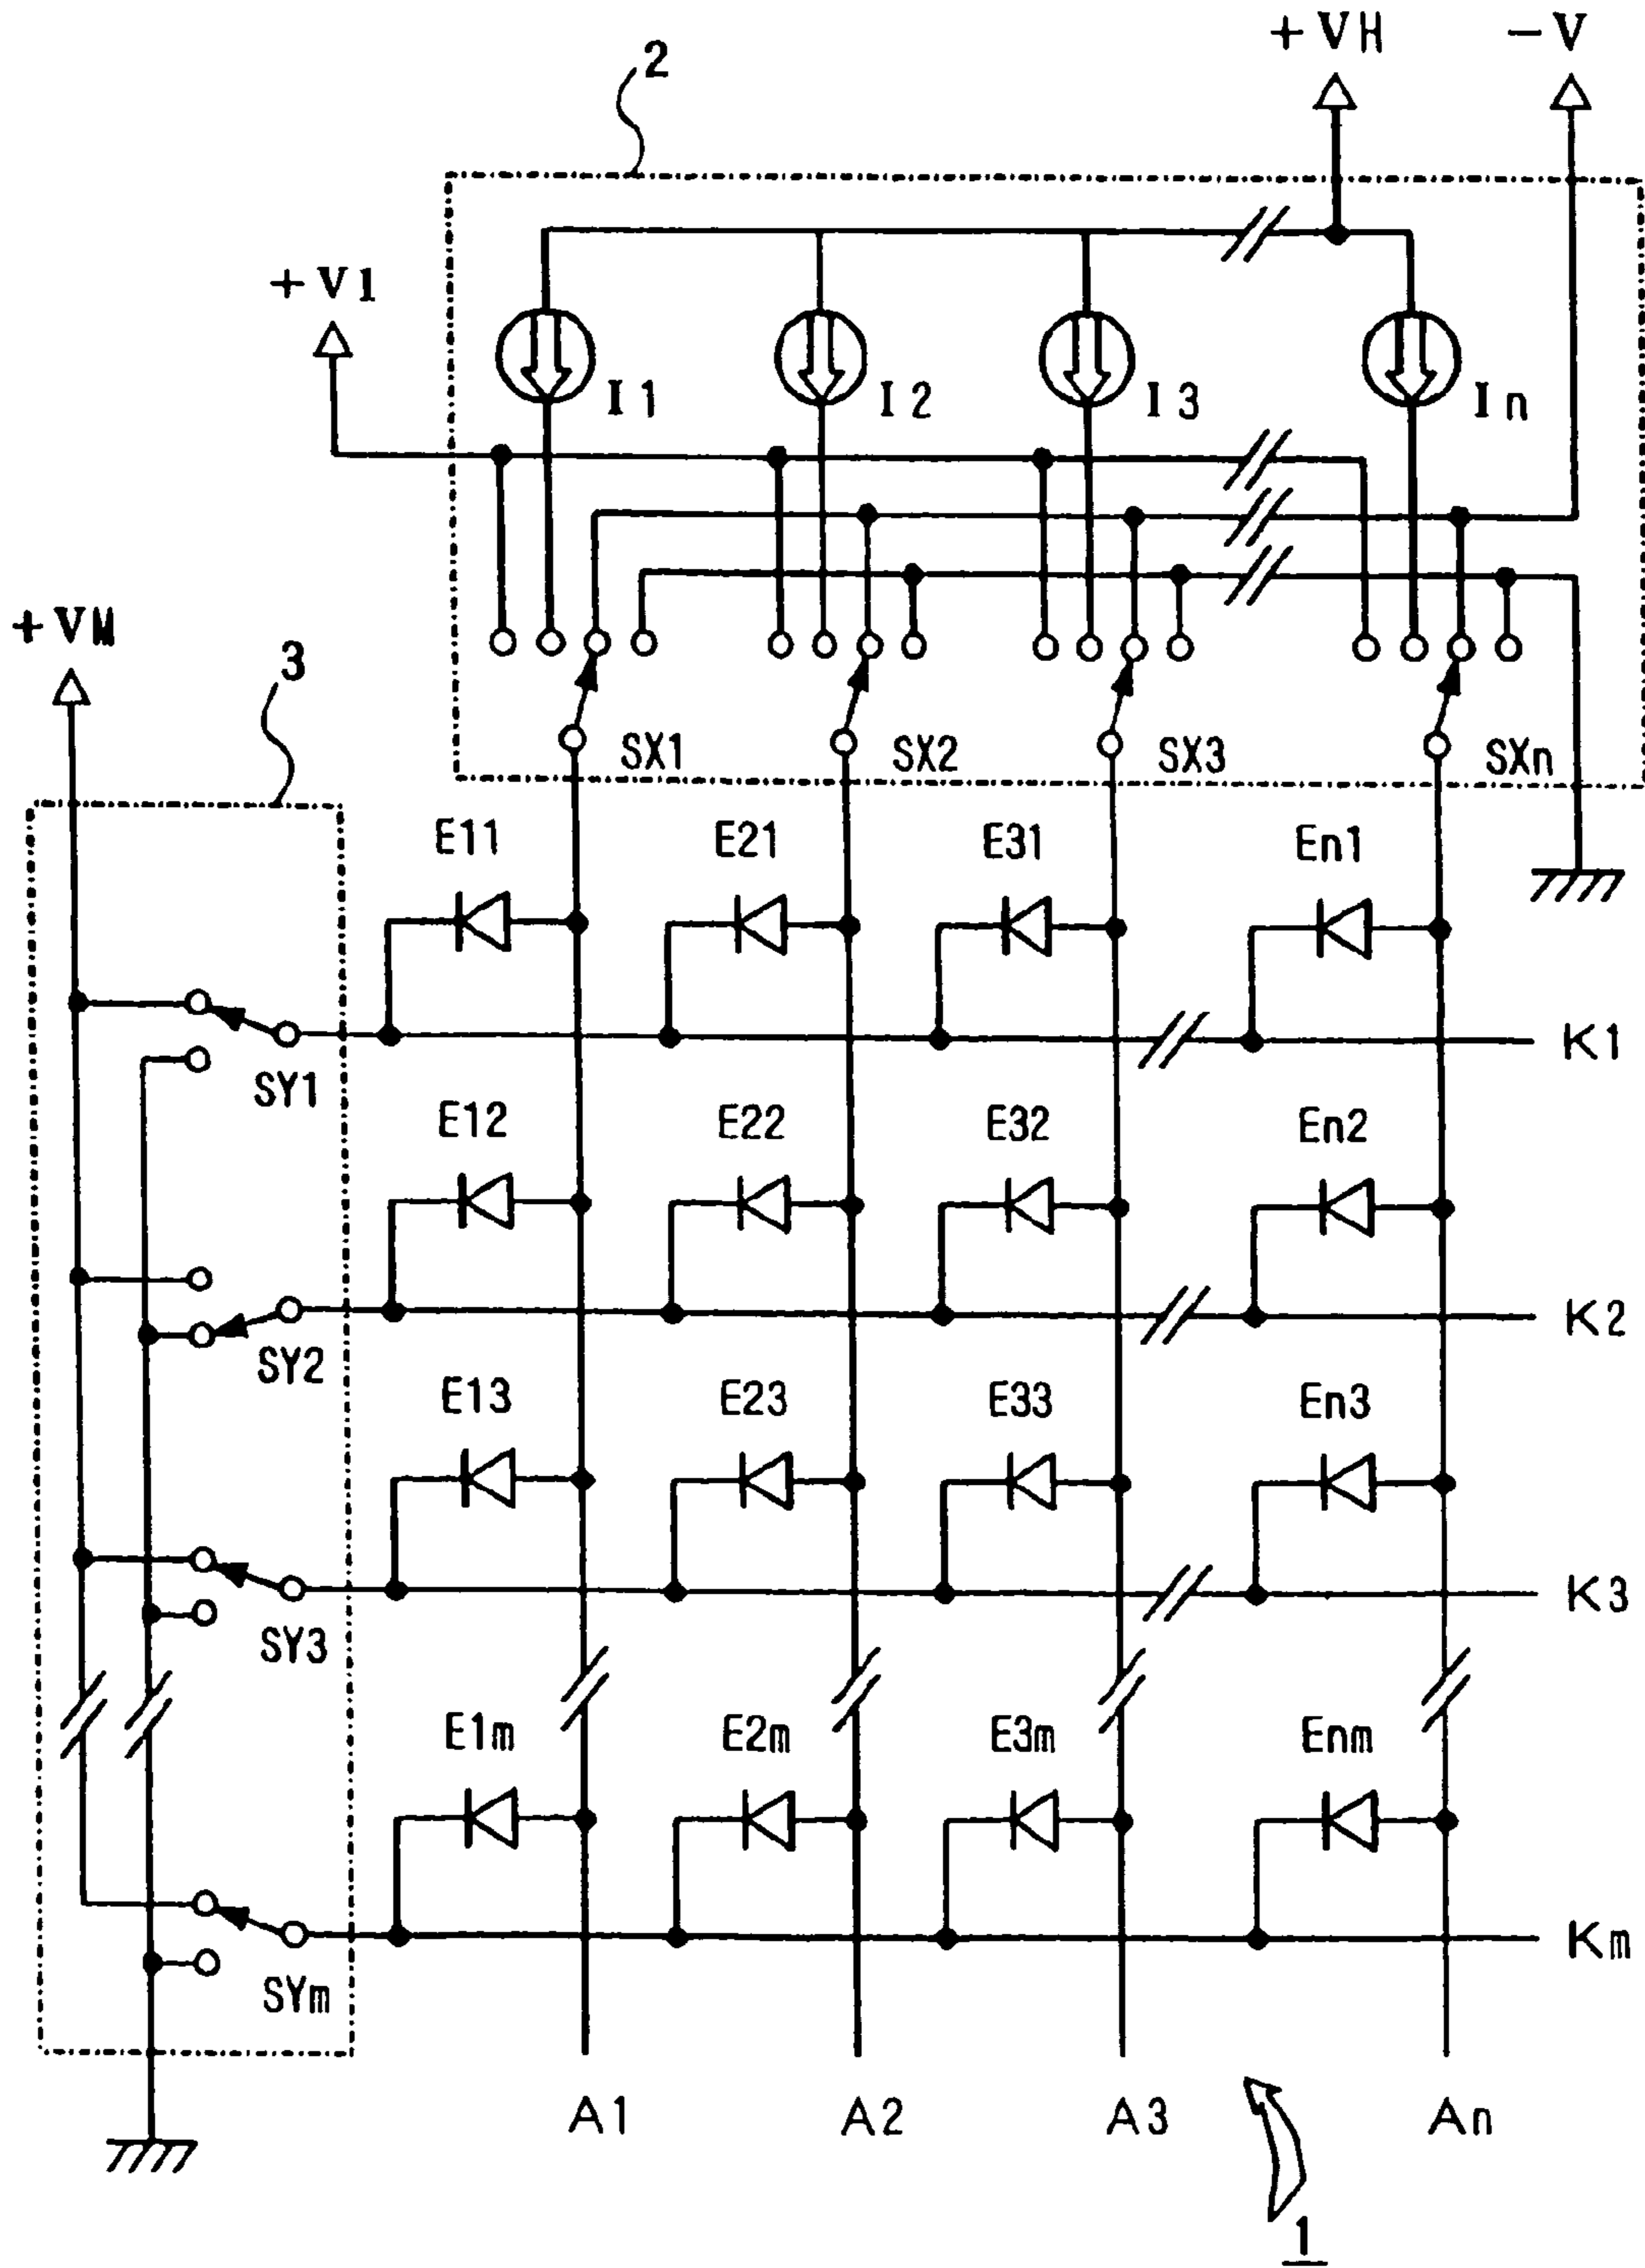 +VH -V
2
+V1
I1 I2 I3 In
+VM
3
SX1 SX2 SX3 SXn
E11 E21 E31 En1
K1
SY1
E12 E22 E32 En2
K2
SY2
E13 E23 E33 En3
K3
SY3
E1m E2m E3m Enm
Km
SYm
A1 A2 A3 An
1